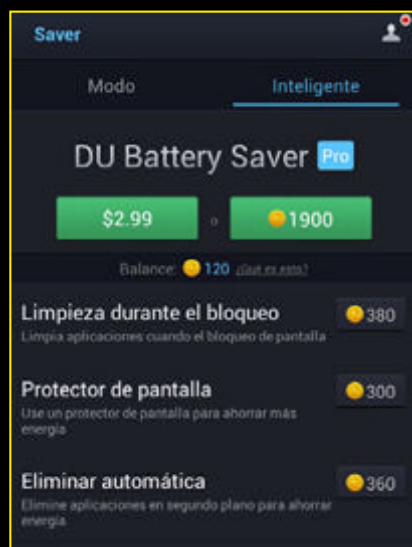 Saver
Modo
Inteligente
DU Battery Saver Pro
$2.99
o
1900
Balance: 120 ¿Qué es esto?
Limpieza durante el bloqueo
380
Limpia aplicaciones cuando el bloqueo de pantalla
Protector de pantalla
300
Use un protector de pantalla para ahorrar más
energía
Eliminar automática
360
Elimine aplicaciones en segundo plano para ahorrar
energía